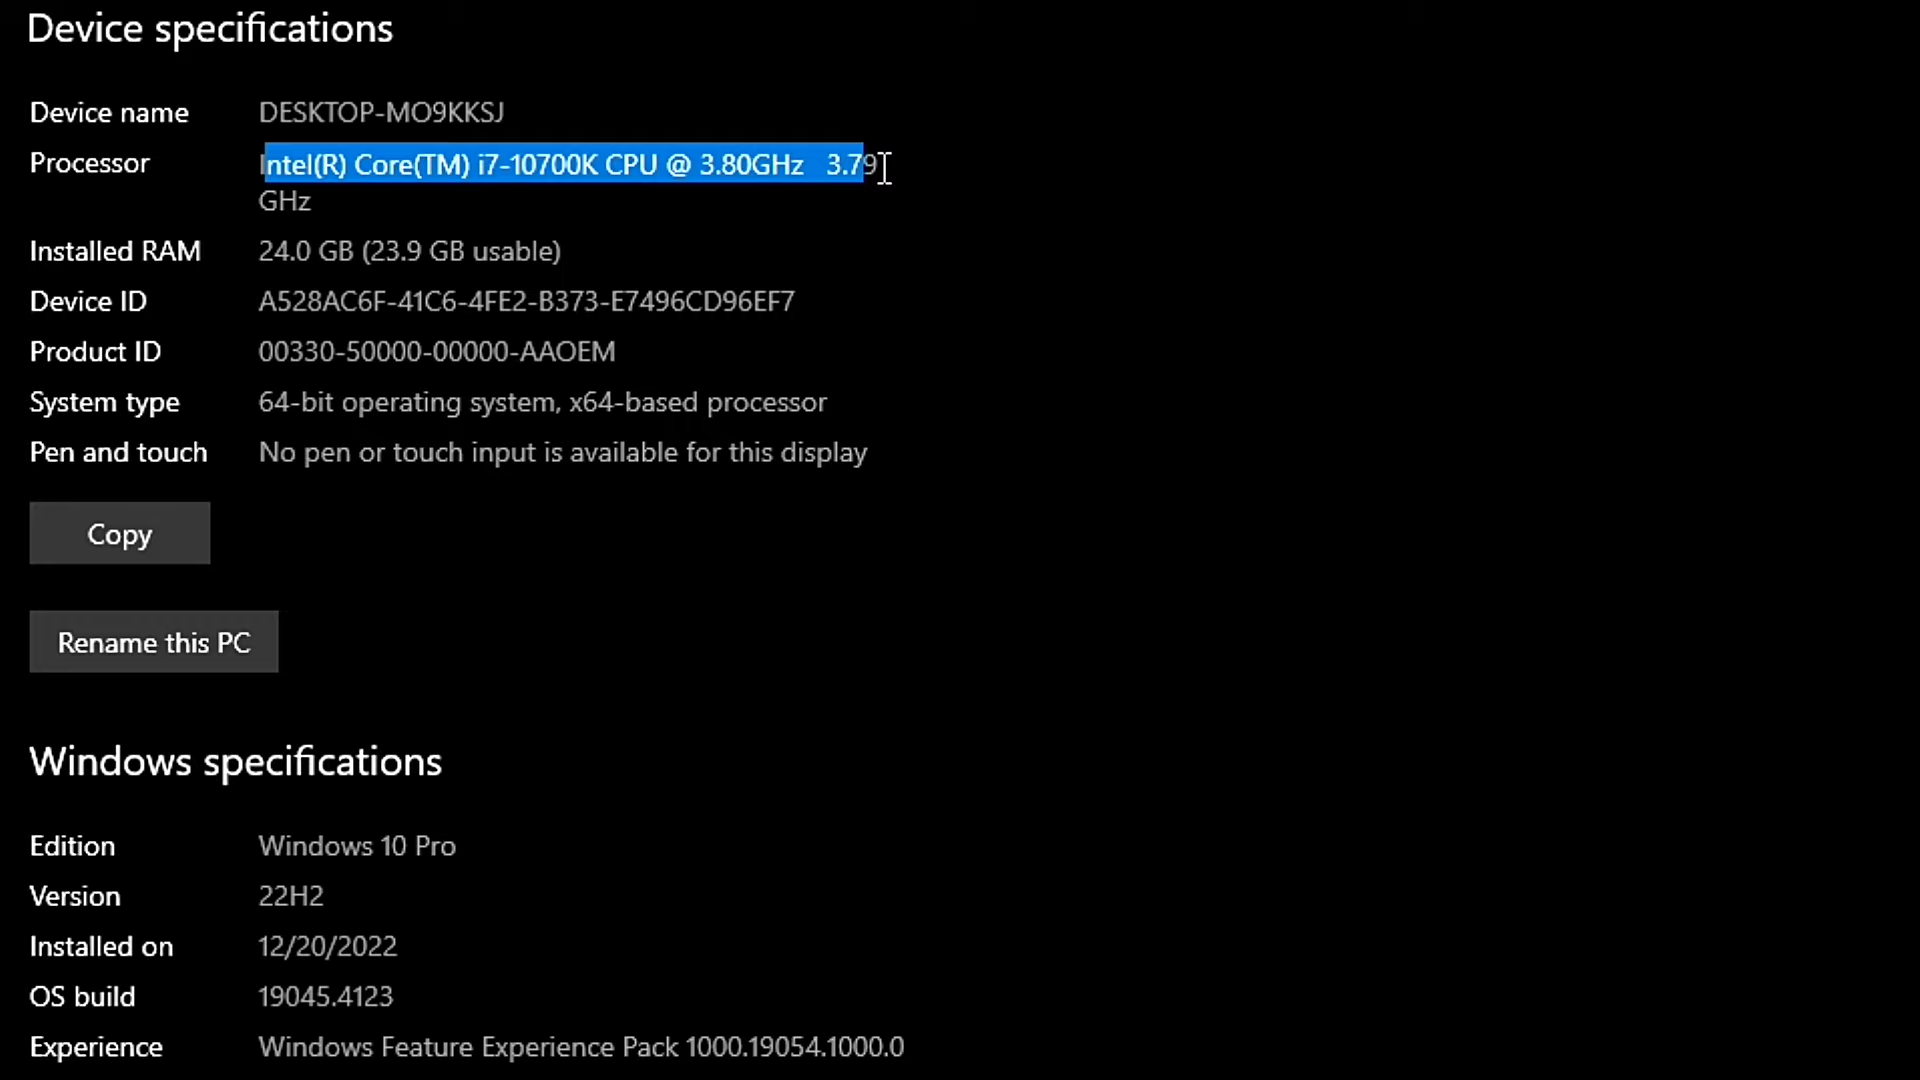 Device specifications
Device name DESKTOP-MO9KKSJ
Processor Intel(R) Core(TM) i7-10700K CPU @ 3.80GHz 3.79
GHz
Installed RAM 24.0 GB (23.9 GB usable)
Device ID A528AC6F-41C6-4FE2-B373-E7496CD96EF7
Product ID 00330-50000-00000-AAOEM
System type 64-bit operating system, x64-based processor
Pen and touch No pen or touch input is available for this display
Copy
Rename this PC
Windows specifications
Edition Windows 10 Pro
Version 22H2
Installed on 12/20/2022
OS build 19045.4123
Experience Windows Feature Experience Pack 1000.19054.1000.0